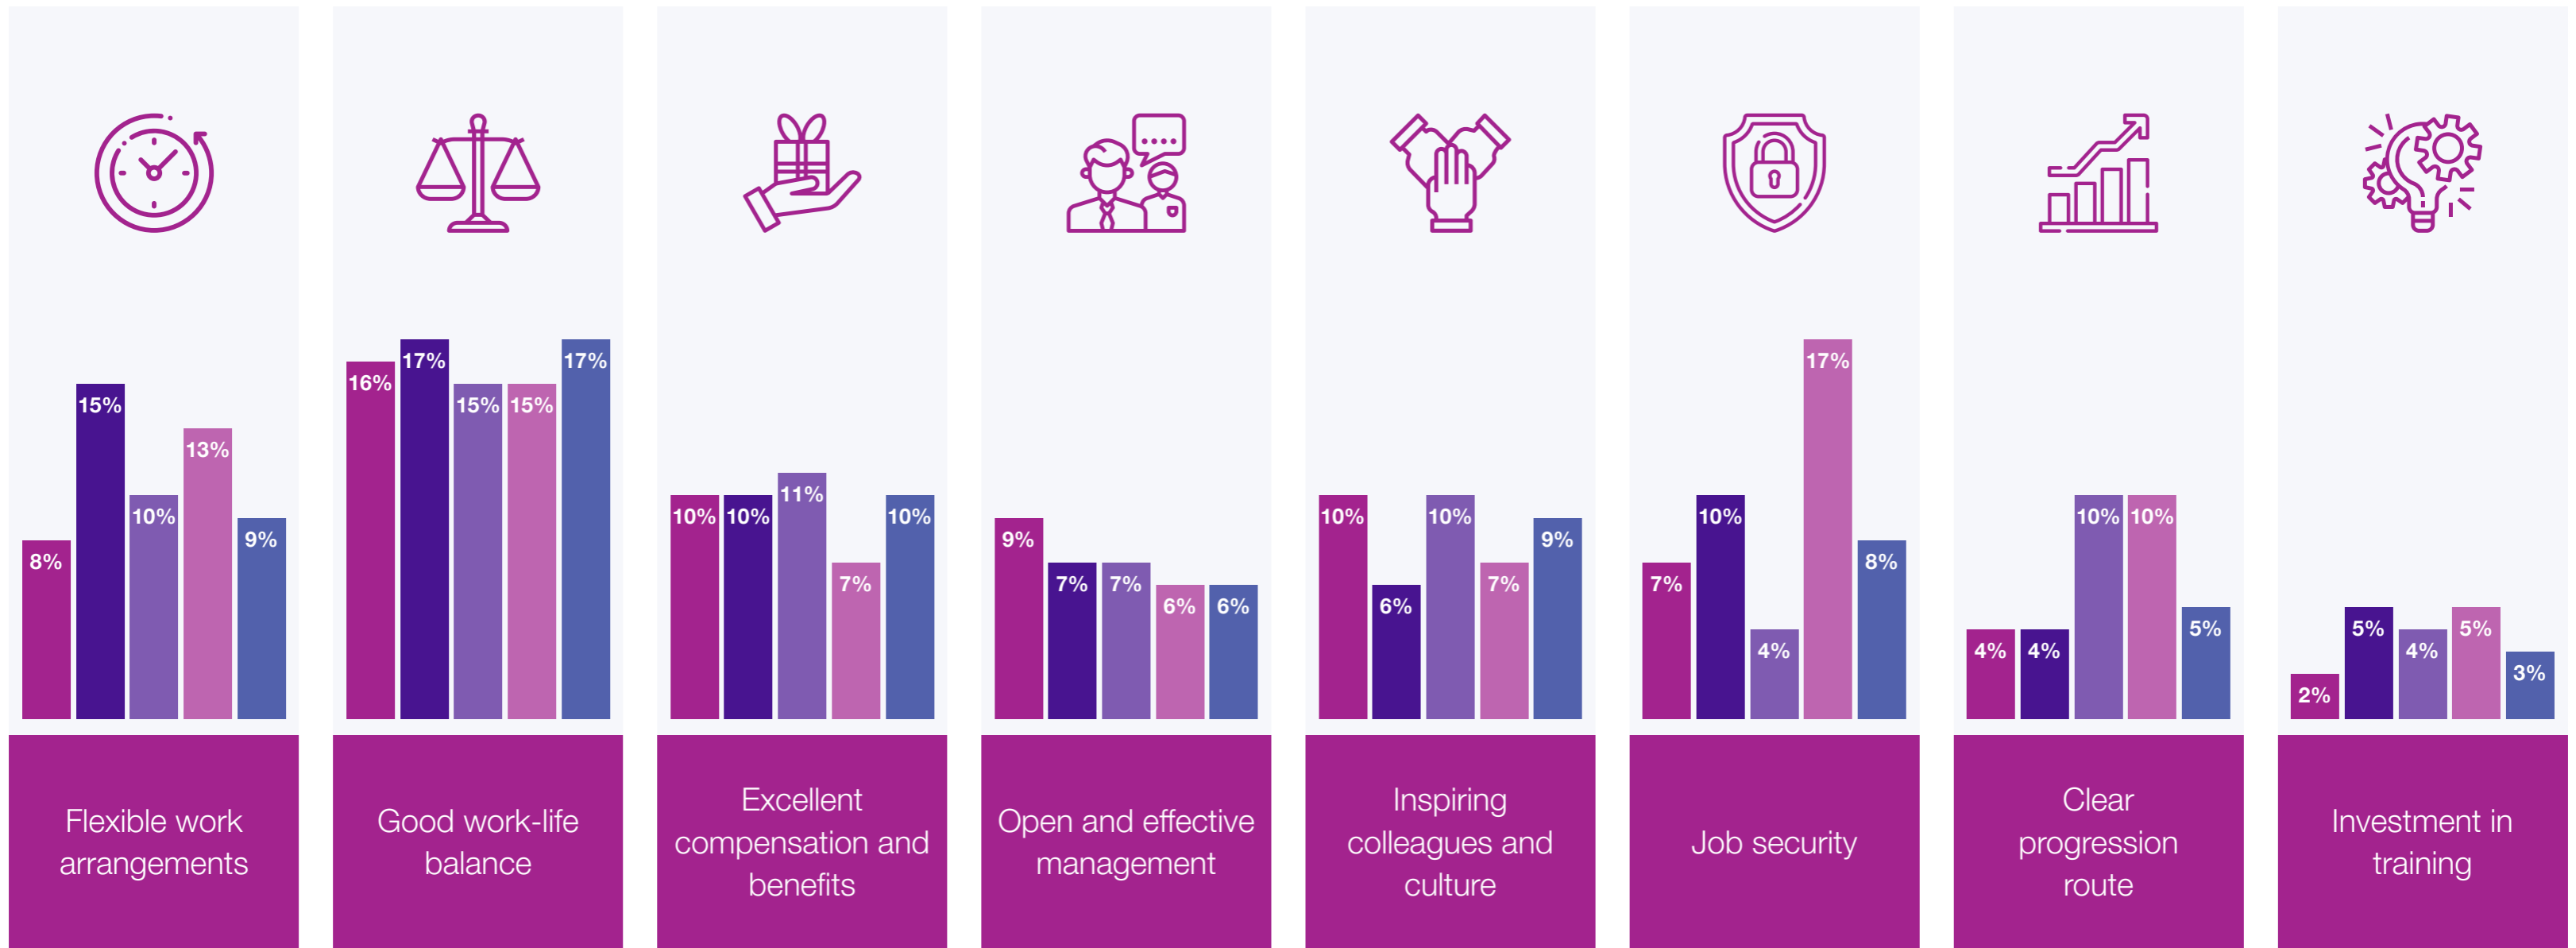 8%
15%
10%
13%
9%
Flexible work
arrangements
16%
17%
15%
15%
17%
Good work-life
balance
10%
10%
11%
7%
10%
Excellent
compensation and
benefits
9%
7%
7%
6%
6%
Open and effective
management
10%
6%
10%
7%
9%
Inspiring
colleagues and
culture
7%
10%
4%
17%
8%
Job security
4%
4%
10%
10%
5%
Clear
progression
route
2%
5%
4%
5%
3%
Investment in
training